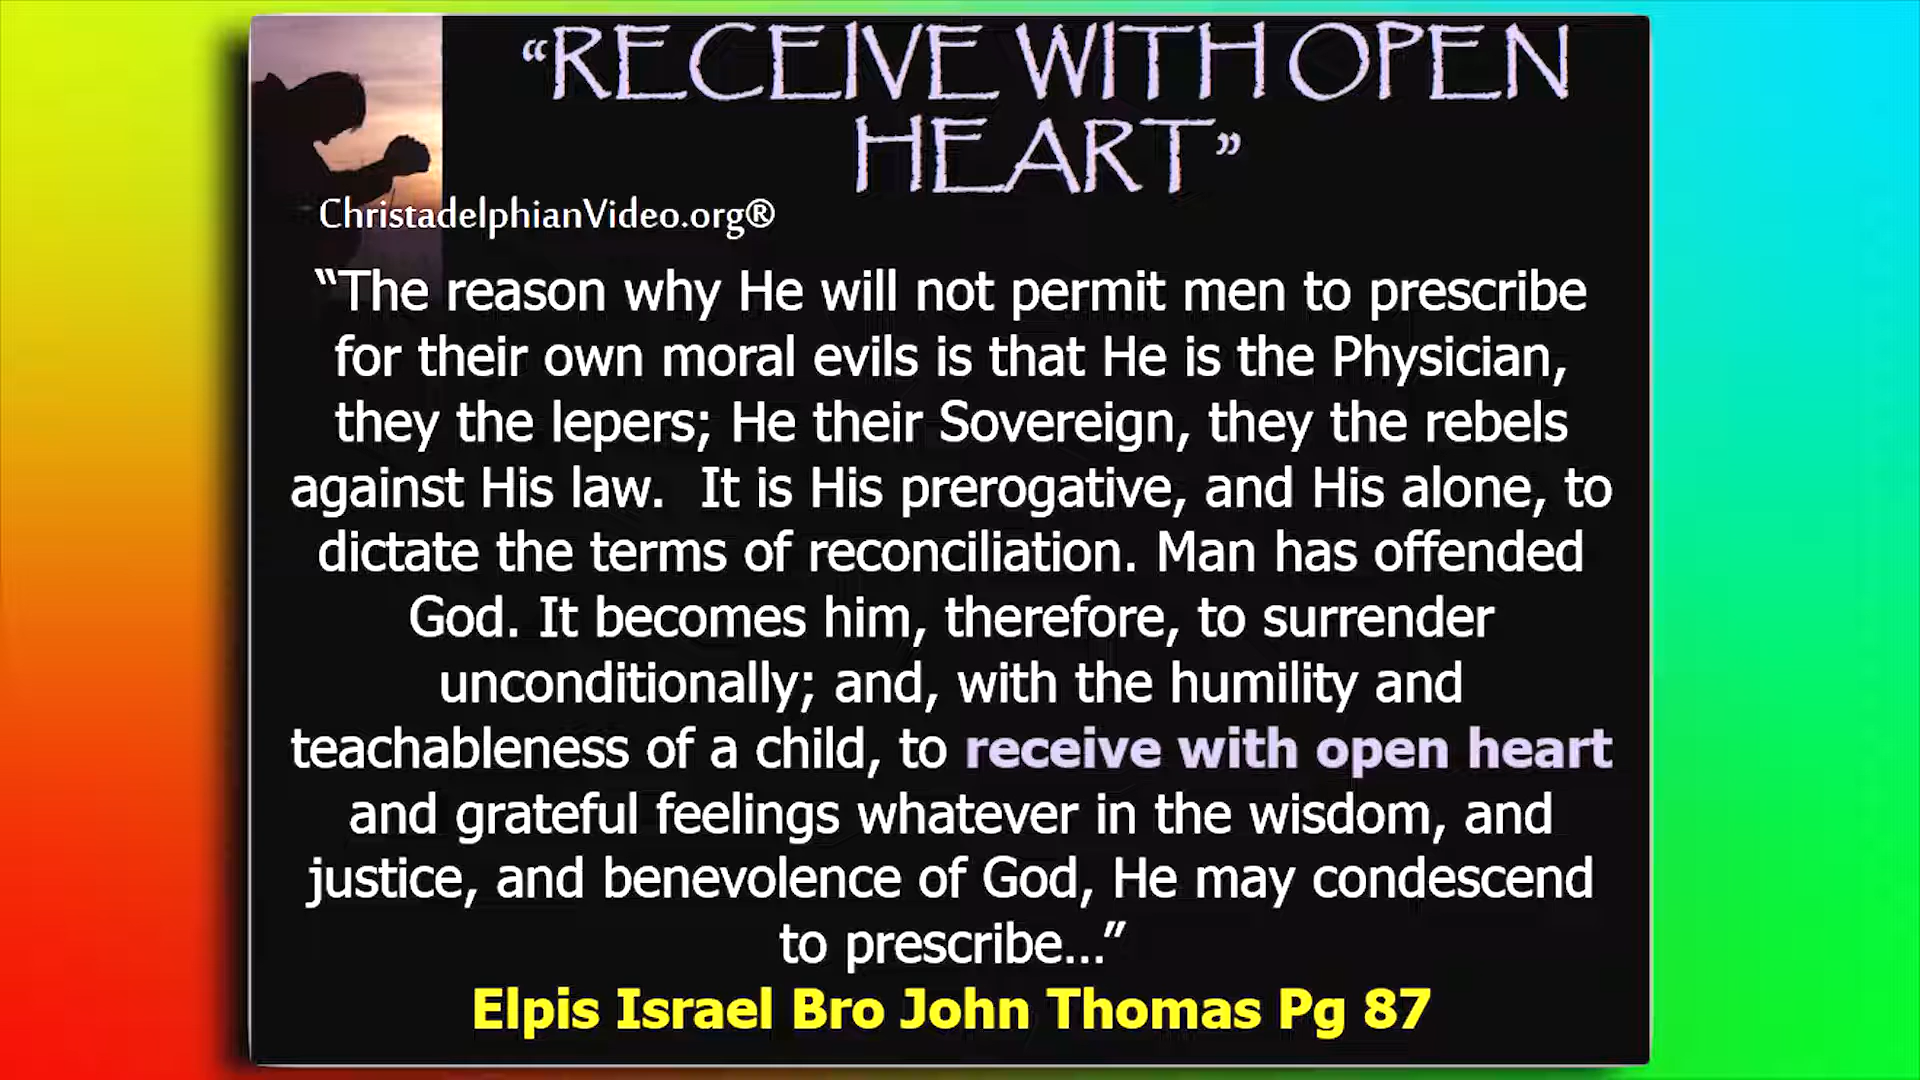 “RECEIVE WITH OPEN
HEART”
ChristadelphianVideo.org®
“The reason why He will not permit men to prescribe
for their own moral evils is that He is the Physician,
they the lepers; He their Sovereign, they the rebels
against His law.  It is His prerogative, and His alone, to
dictate the terms of reconciliation. Man has offended
God. It becomes him, therefore, to surrender
unconditionally; and, with the humility and
teachableness of a child, to receive with open heart
and grateful feelings whatever in the wisdom, and
justice, and benevolence of God, He may condescend
to prescribe...”
Elpis Israel Bro John Thomas Pg 87